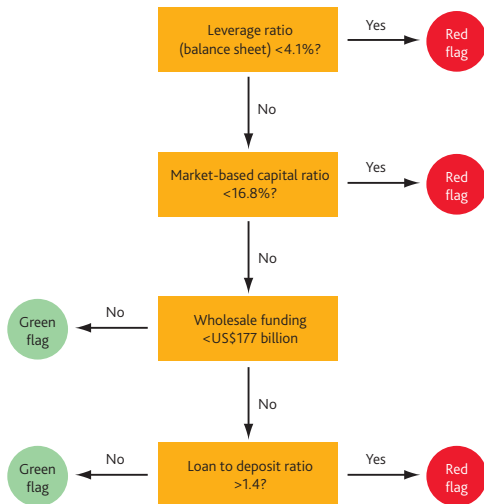 Leverage ratio
(balance sheet) <4.1%?
Yes
Red
flag
No
Market-based capital ratio
<16.8%?
Yes
Red
flag
No
Green
flag
No
Wholesale funding
<US$177 billion
No
Green
flag
No
Loan to deposit ratio
>1.4?
Yes
Red
flag